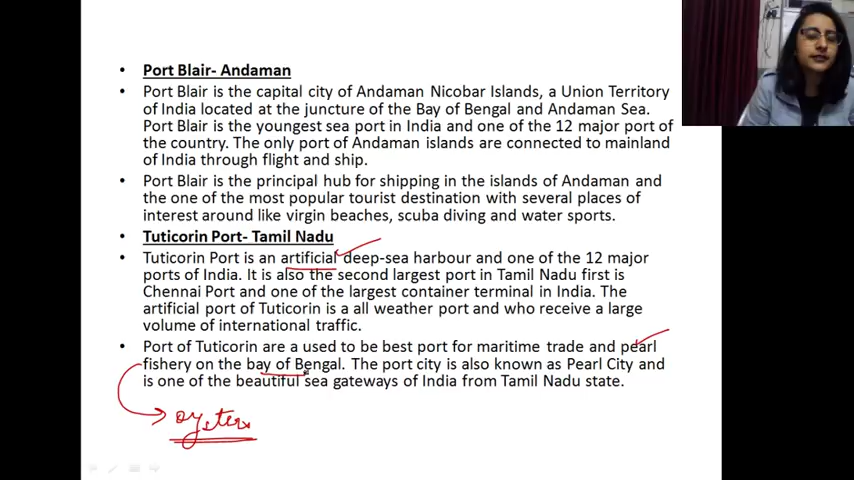 • Port Blair- Andaman
• Port Blair is the capital city of Andaman Nicobar Islands, a Union Territory
of India located at the juncture of the Bay of Bengal and Andaman Sea.
Port Blair is the youngest sea port in India and one of the 12 major port of
the country. The only port of Andaman islands are connected to mainland
of India through flight and ship.
• Port Blair is the principal hub for shipping in the islands of Andaman and
the one of the most popular tourist destination with several places of
interest around like virgin beaches, scuba diving and water sports.
• Tuticorin Port- Tamil Nadu
• Tuticorin Port is an artificial deep-sea harbour and one of the 12 major
ports of India. It is also the second largest port in Tamil Nadu first is
Chennai Port and one of the largest container terminal in India. The
artificial port of Tuticorin is a all weather port and who receive a large
volume of international traffic.
• Port of Tuticorin are a used to be best port for maritime trade and pearl
fishery on the bay of Bengal. The port city is also known as Pearl City and
is one of the beautiful sea gateways of India from Tamil Nadu state.
oysters